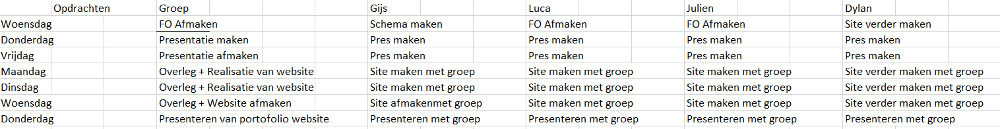 Opdrachten Groep Gijs Luca Julien Dylan
Woensdag FO Afmaken Schema maken FO Afmaken FO Afmaken Site verder maken
Donderdag Presentatie maken Pres maken Pres maken Pres maken Pres maken
Vrijdag Presentatie afmaken Pres maken Pres maken Pres maken Pres maken
Maandag Overleg + Realisatie van website Site maken met groep Site maken met groep Site maken met groep Site verder maken met groep
Dinsdag Overleg + Realisatie van website Site maken met groep Site maken met groep Site maken met groep Site verder maken met groep
Woensdag Overleg + Website afmaken Site afmakenmet groep Site maken met groep Site maken met groep Site verder maken met groep
Donderdag Presenteren van portofolio website Presenteren met groep Presenteren met groep Presenteren met groep Presenteren met groep